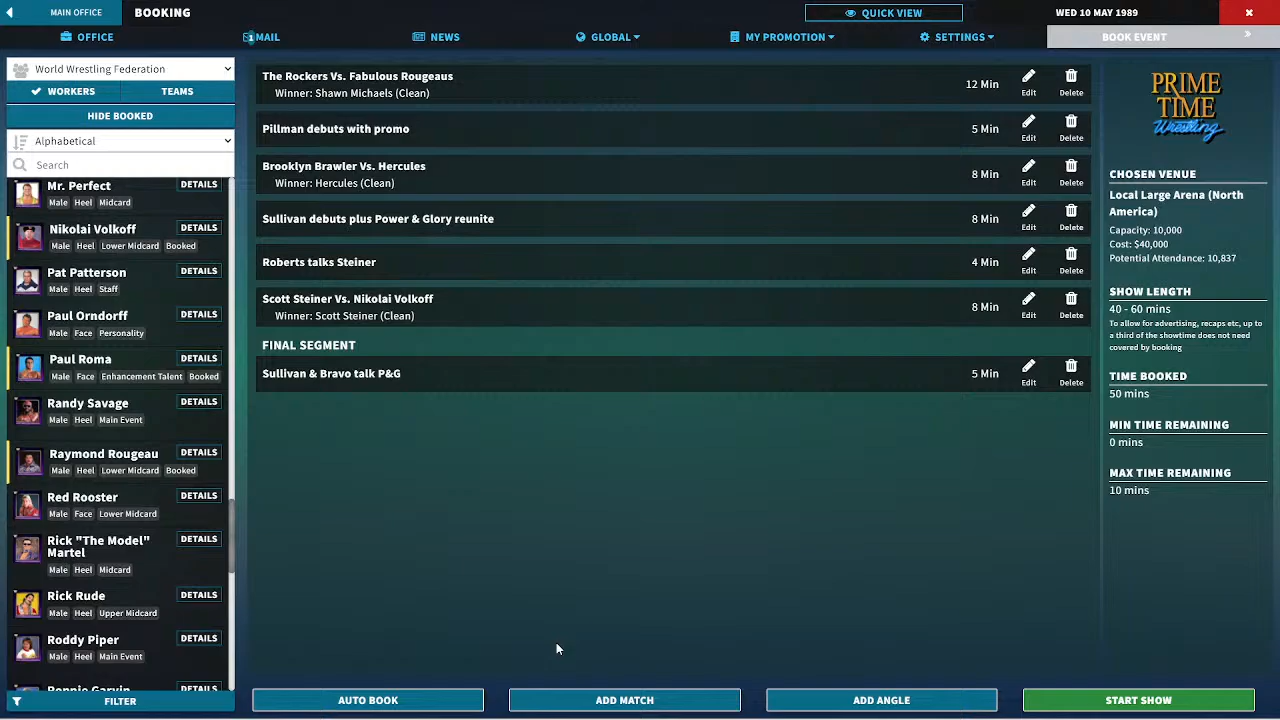 MAIN OFFICE
BOOKING
QUICK VIEW
WED 10 MAY 1989
OFFICE
1
MAIL
NEWS
GLOBAL
MY PROMOTION
SETTINGS
BOOK EVENT
World Wrestling Federation
WORKERS
TEAMS
HIDE BOOKED
Alphabetical
Search
Mr. Perfect
DETAILS
Male Heel Midcard
Nikolai Volkoff
DETAILS
Male Heel Lower Midcard Booked
Pat Patterson
DETAILS
Male Heel Staff
Paul Orndorff
DETAILS
Male Face Personality
Paul Roma
DETAILS
Male Face Enhancement Talent Booked
Randy Savage
DETAILS
Male Heel Main Event
Raymond Rougeau
DETAILS
Male Heel Lower Midcard Booked
Red Rooster
DETAILS
Male Face Lower Midcard
Rick "The Model"
Martel
DETAILS
Male Heel Midcard
Rick Rude
DETAILS
Male Heel Upper Midcard
Roddy Piper
DETAILS
Male Heel Main Event
Ronnie Garvin
DETAILS
FILTER
The Rockers Vs. Fabulous Rougeaus
Winner: Shawn Michaels (Clean)
12 Min
Edit
Delete
Pillman debuts with promo
5 Min
Edit
Delete
Brooklyn Brawler Vs. Hercules
Winner: Hercules (Clean)
8 Min
Edit
Delete
Sullivan debuts plus Power & Glory reunite
8 Min
Edit
Delete
Roberts talks Steiner
4 Min
Edit
Delete
Scott Steiner Vs. Nikolai Volkoff
Winner: Scott Steiner (Clean)
8 Min
Edit
Delete
FINAL SEGMENT
Sullivan & Bravo talk P&G
5 Min
Edit
Delete
AUTO BOOK
ADD MATCH
ADD ANGLE
START SHOW
PRIME
TIME
Wrestling
CHOSEN VENUE
Local Large Arena (North
America)
Capacity: 10,000
Cost: $40,000
Potential Attendance: 10,837
SHOW LENGTH
40 - 60 mins
To allow for advertising, recaps etc, up to
a third of the showtime does not need
covered by booking
TIME BOOKED
50 mins
MIN TIME REMAINING
0 mins
MAX TIME REMAINING
10 mins